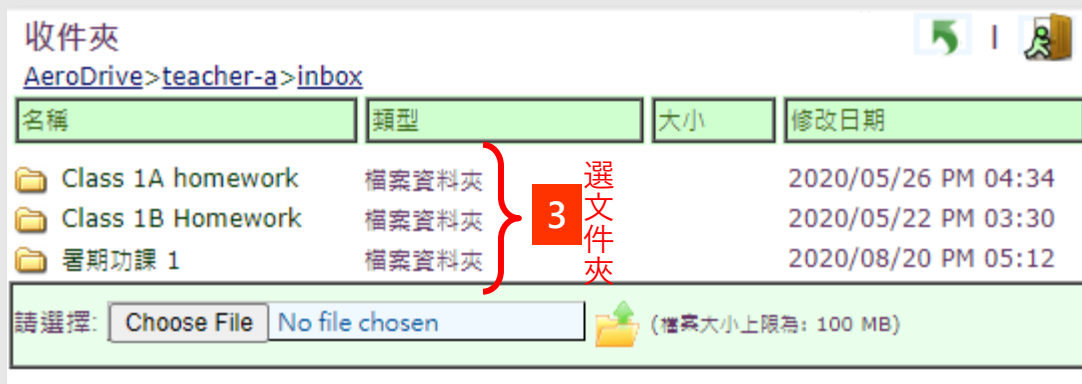 收件夾
AeroDrive>teacher-a>inbox
名稱 類型 大小 修改日期
Class 1A homework 檔案資料夾 2020/05/26 PM 04:34
Class 1B Homework 檔案資料夾 2020/05/22 PM 03:30
暑期功課 1 檔案資料夾 2020/08/20 PM 05:12
3 選文件夾
請選擇: Choose File No file chosen (檔案大小上限為: 100 MB)